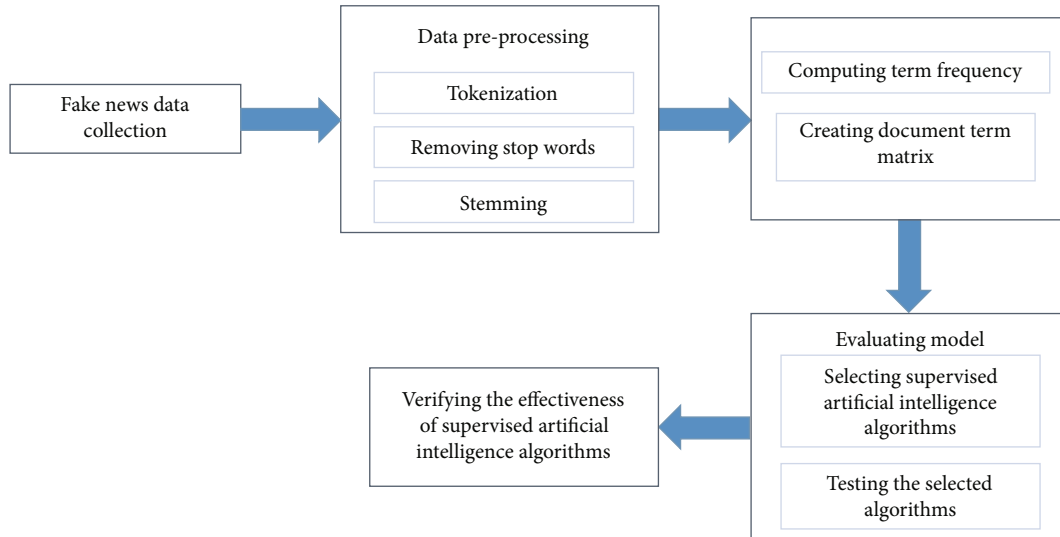 Fake news data
collection
Data pre-processing
Tokenization
Removing stop words
Stemming
Computing term frequency
Creating document term
matrix
Evaluating model
Selecting supervised
artificial intelligence
algorithms
Testing the selected
algorithms
Verifying the effectiveness
of supervised artificial
intelligence algorithms